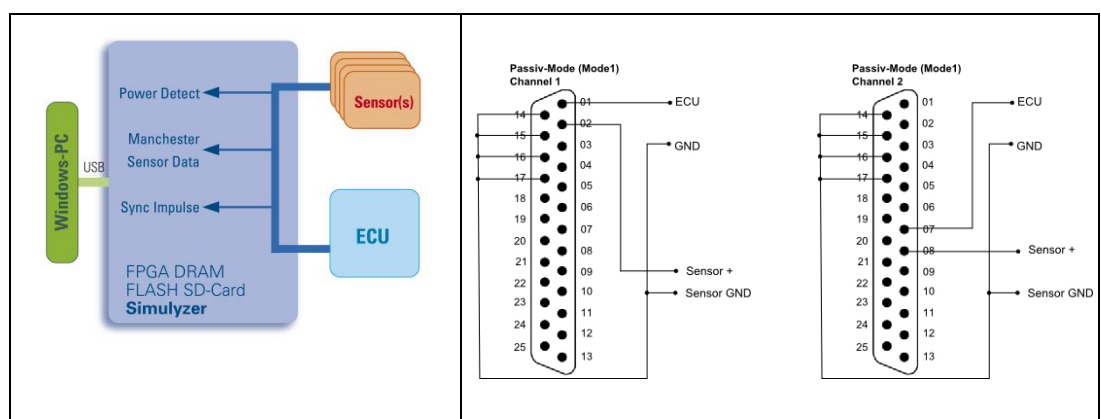 Power Detect
Manchester
Sensor Data
Sync Impulse
Windows-PC
USB
Sensor(s)
ECU
FPGA DRAM
FLASH SD-Card
Simulyzer
Passiv-Mode (Mode1)
Channel 1
01
02
03
04
05
06
07
08
09
10
11
12
13
14
15
16
17
18
19
20
21
22
23
24
25
ECU
GND
Sensor +
Sensor GND
Passiv-Mode (Mode1)
Channel 2
01
02
03
04
05
06
07
08
09
10
11
12
13
14
15
16
17
18
19
20
21
22
23
24
25
ECU
GND
Sensor +
Sensor GND